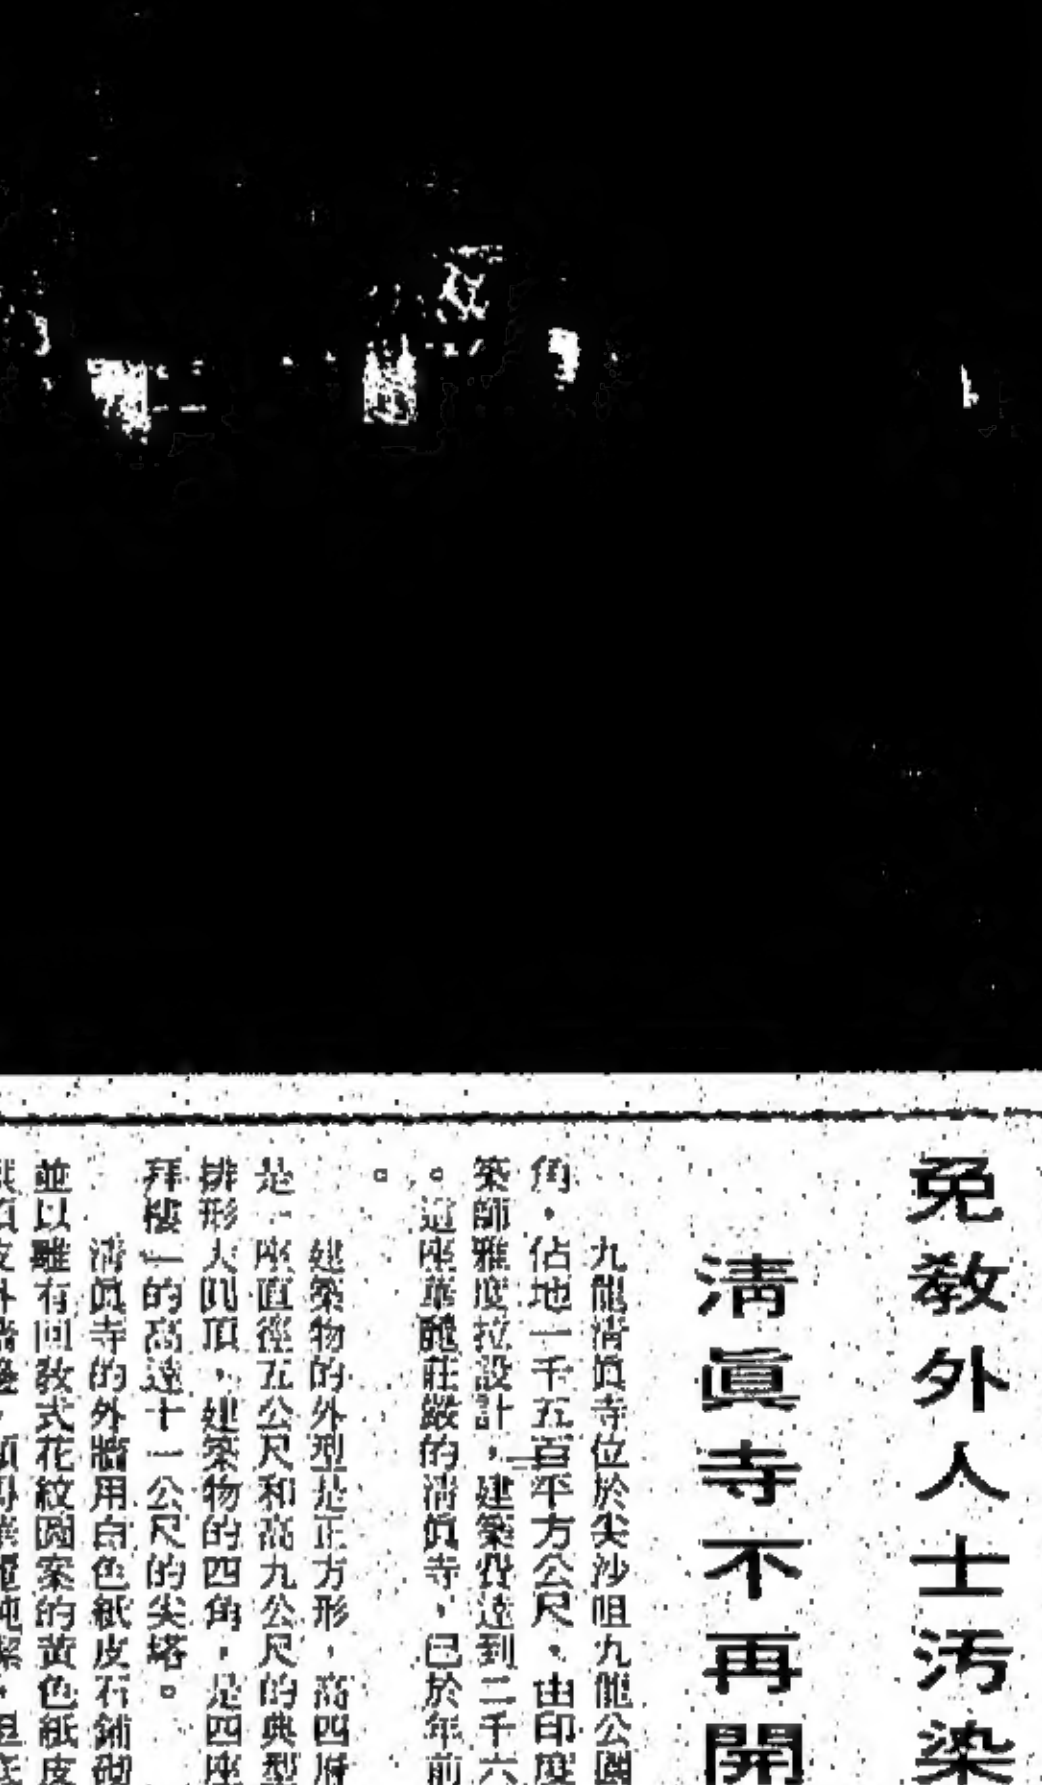 免教外人士污染
清眞寺不再開
九龍清眞寺位於尖沙咀九龍公園
角，佔地一千五百平方公尺，由印度
築師雅度拉設計，建築費達到二千六
。這座華麗莊嚴的清眞寺，已於年前
。
建築物的外型是正方形，高四層
是一座直徑五公尺和高九公尺的典型
排形大圓頂，建築物的四角，是四座
拜樓」的高達十一公尺的尖塔。
清眞寺的外牆用白色紙皮石鋪砌
並以雕有回教式花紋圖案的黃色紙皮